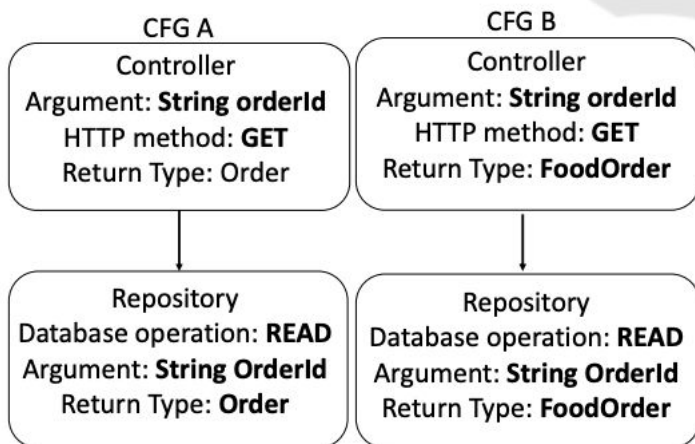 CFG A
Controller
Argument: String orderId
HTTP method: GET
Return Type: Order
Repository
Database operation: READ
Argument: String OrderId
Return Type: Order
CFG B
Controller
Argument: String orderId
HTTP method: GET
Return Type: FoodOrder
Repository
Database operation: READ
Argument: String OrderId
Return Type: FoodOrder